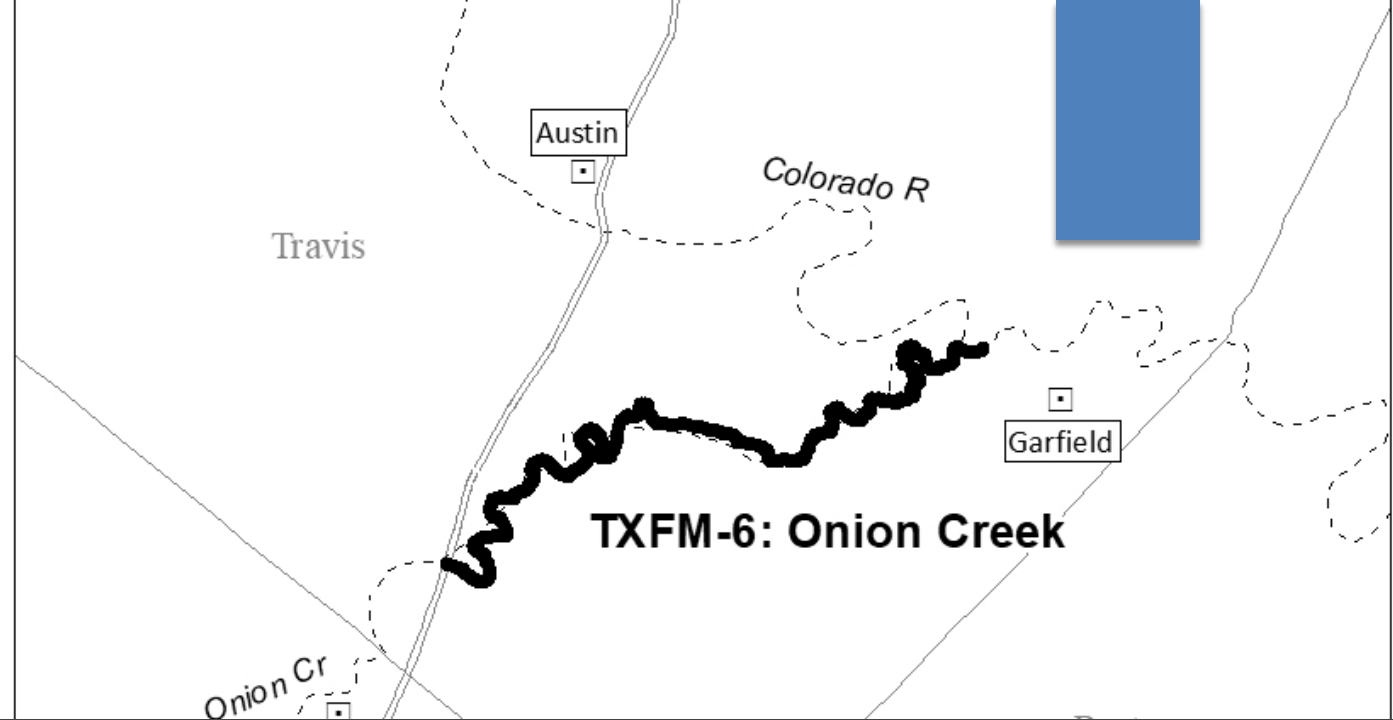 Austin
Colorado R
Travis
Garfield
TXFM-6: Onion Creek
Onion Cr